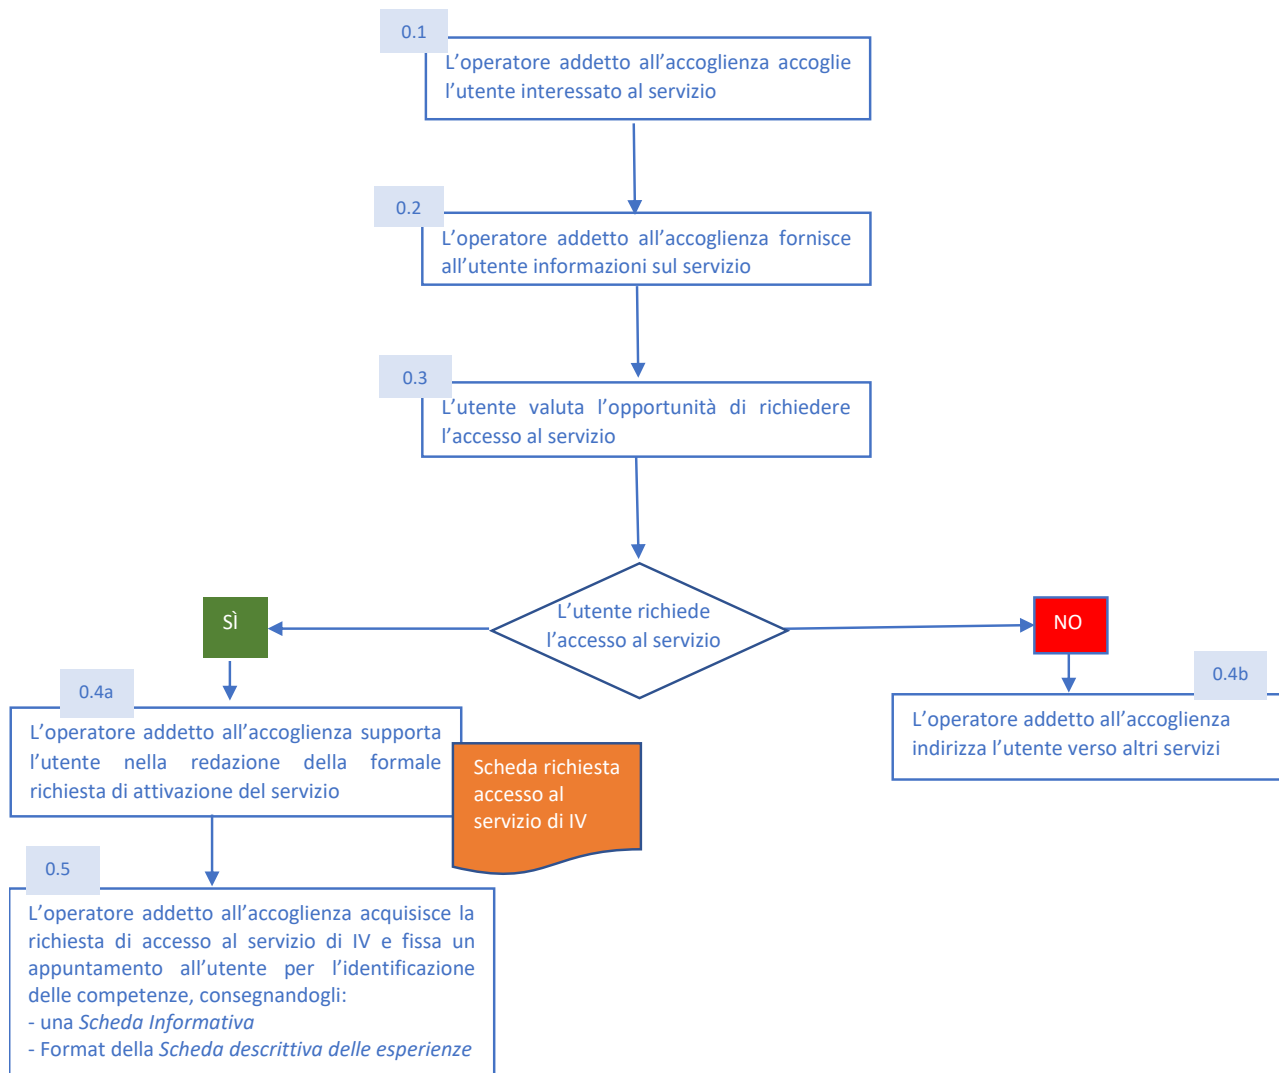 0.1
L’operatore addetto all’accoglienza accoglie
l’utente interessato al servizio
0.2
L’operatore addetto all’accoglienza fornisce
all’utente informazioni sul servizio
0.3
L’utente valuta l’opportunità di richiedere
l’accesso al servizio
L’utente richiede
l’accesso al servizio
SÌ
NO
0.4a
L’operatore addetto all’accoglienza supporta
l’utente nella redazione della formale
richiesta di attivazione del servizio
Scheda richiesta
accesso al
servizio di IV
0.4b
L’operatore addetto all’accoglienza
indirizza l’utente verso altri servizi
0.5
L’operatore addetto all’accoglienza acquisisce la
richiesta di accesso al servizio di IV e fissa un
appuntamento all’utente per l’identificazione
delle competenze, consegnandogli:
- una Scheda Informativa
- Format della Scheda descrittiva delle esperienze